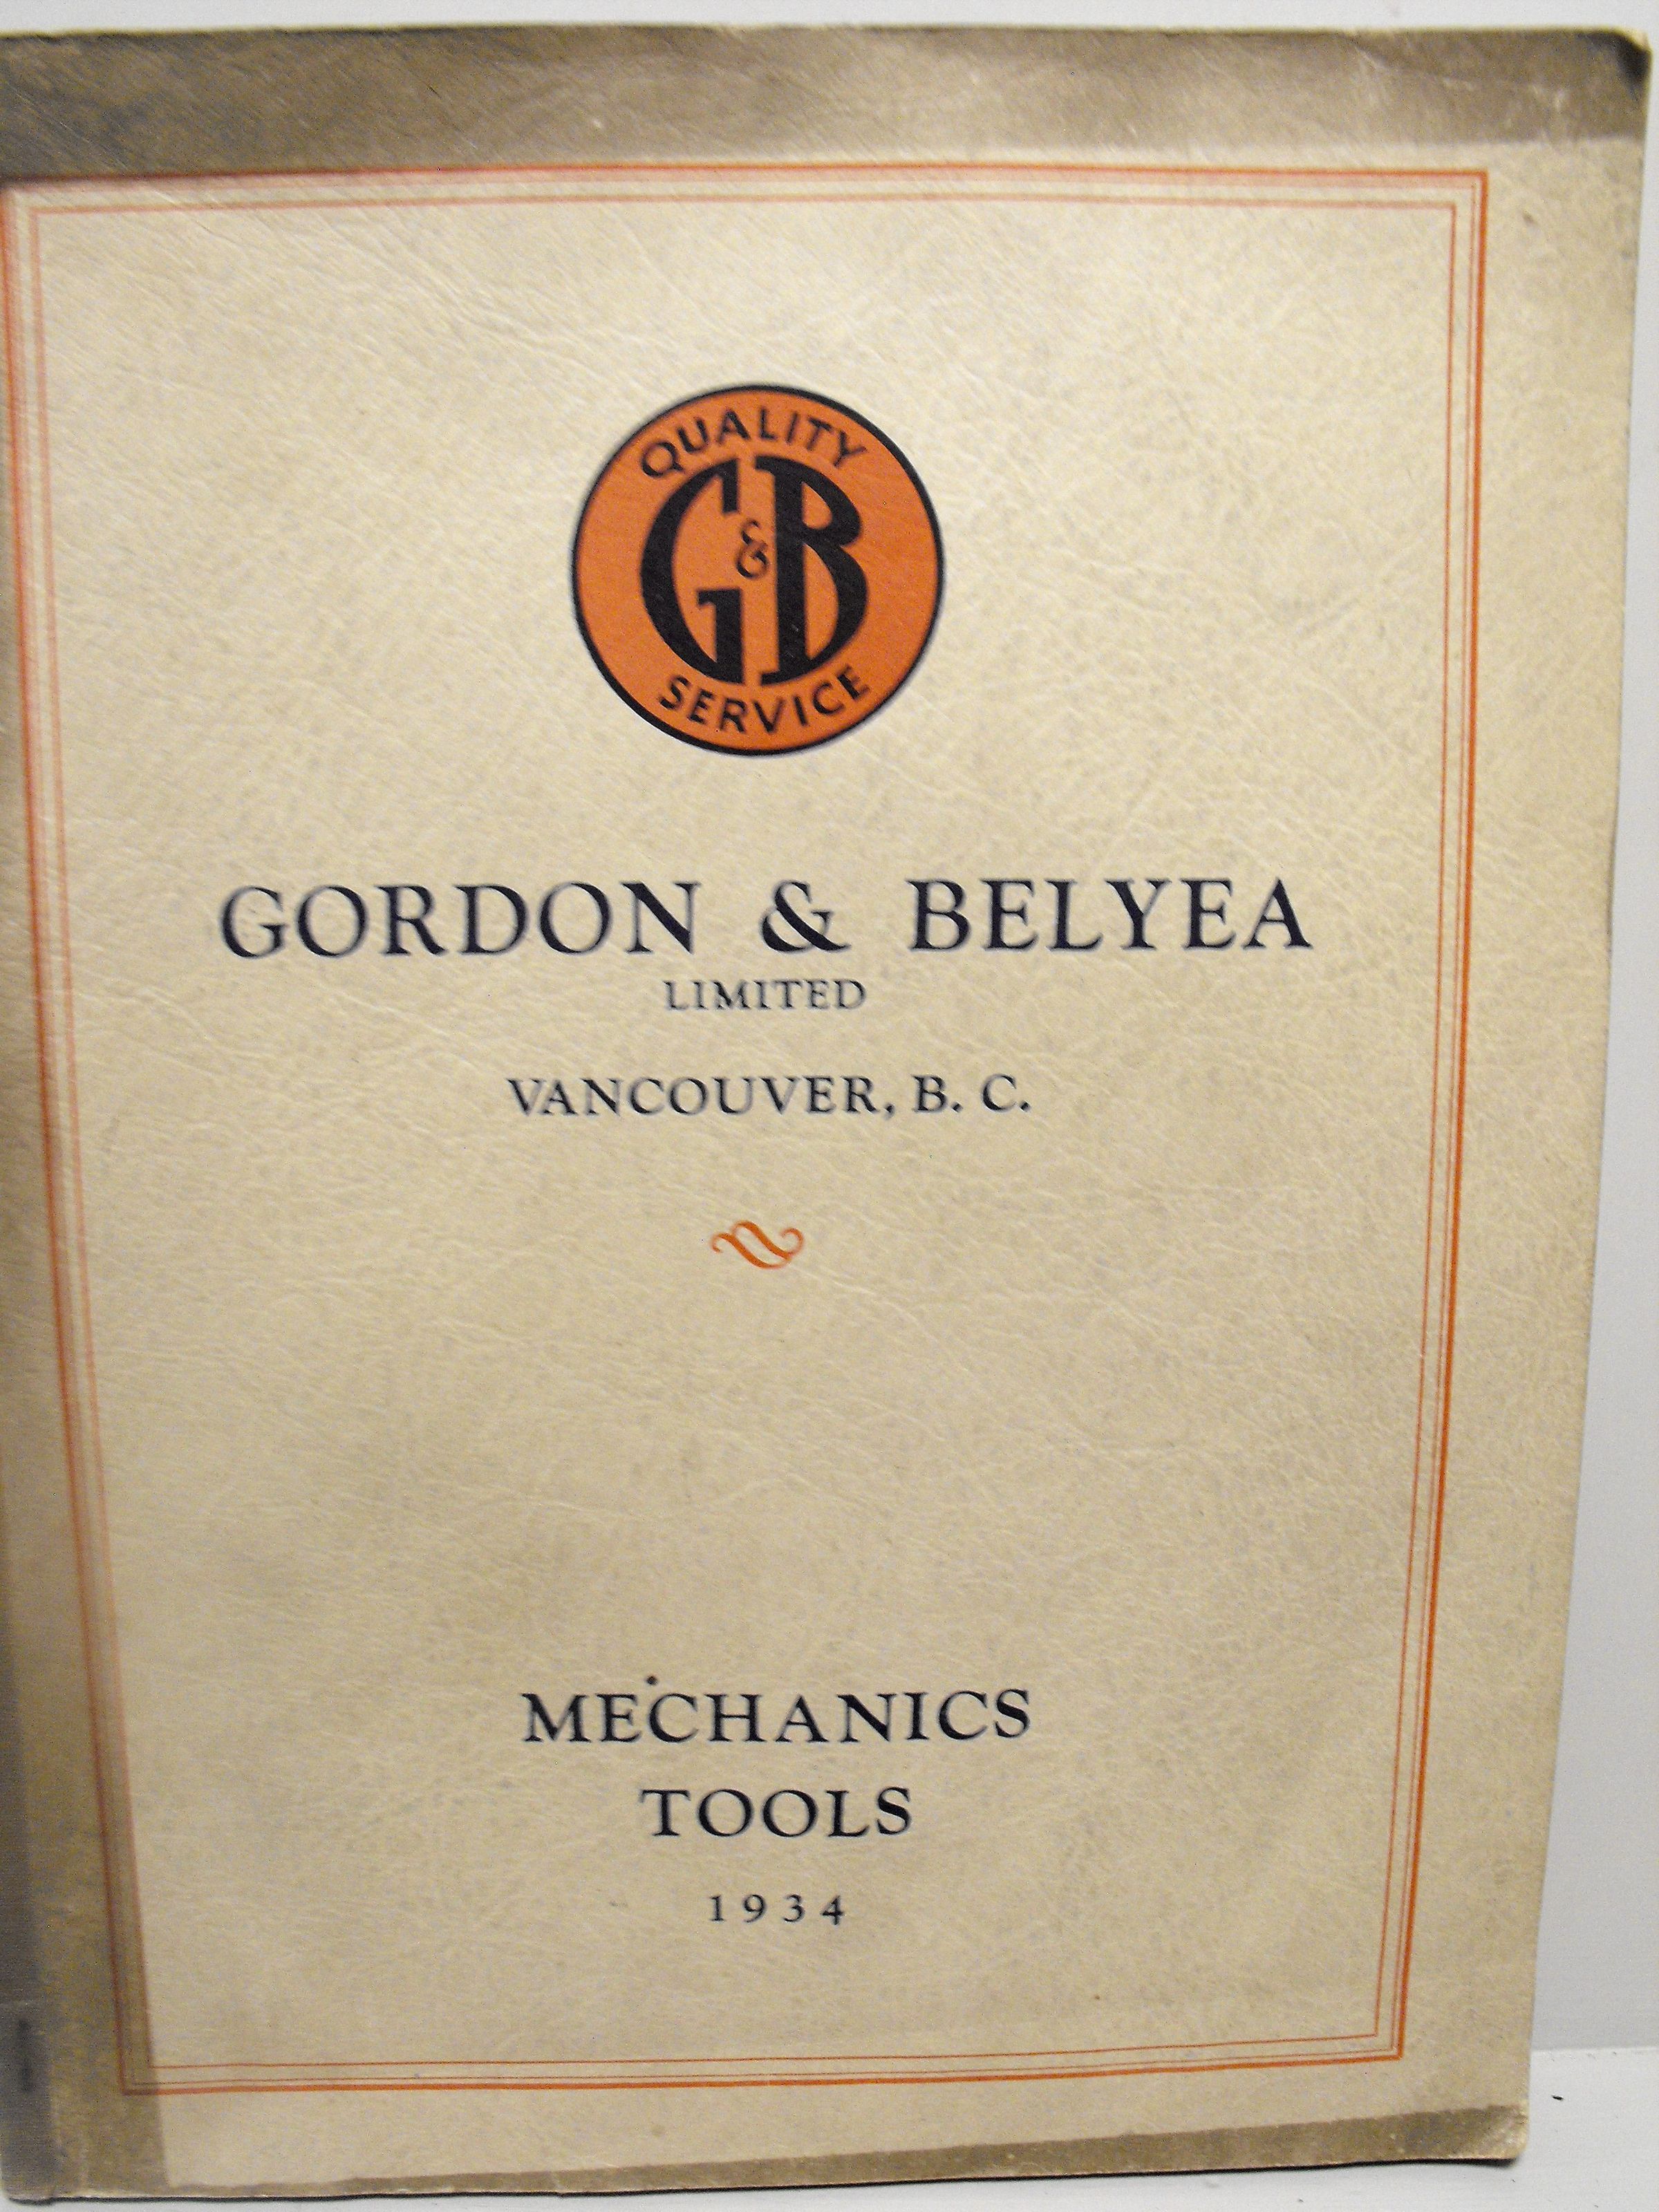 QUALITY
G & B
SERVICE
GORDON & BELYEA
LIMITED
VANCOUVER, B. C.
MECHANICS
TOOLS
1934